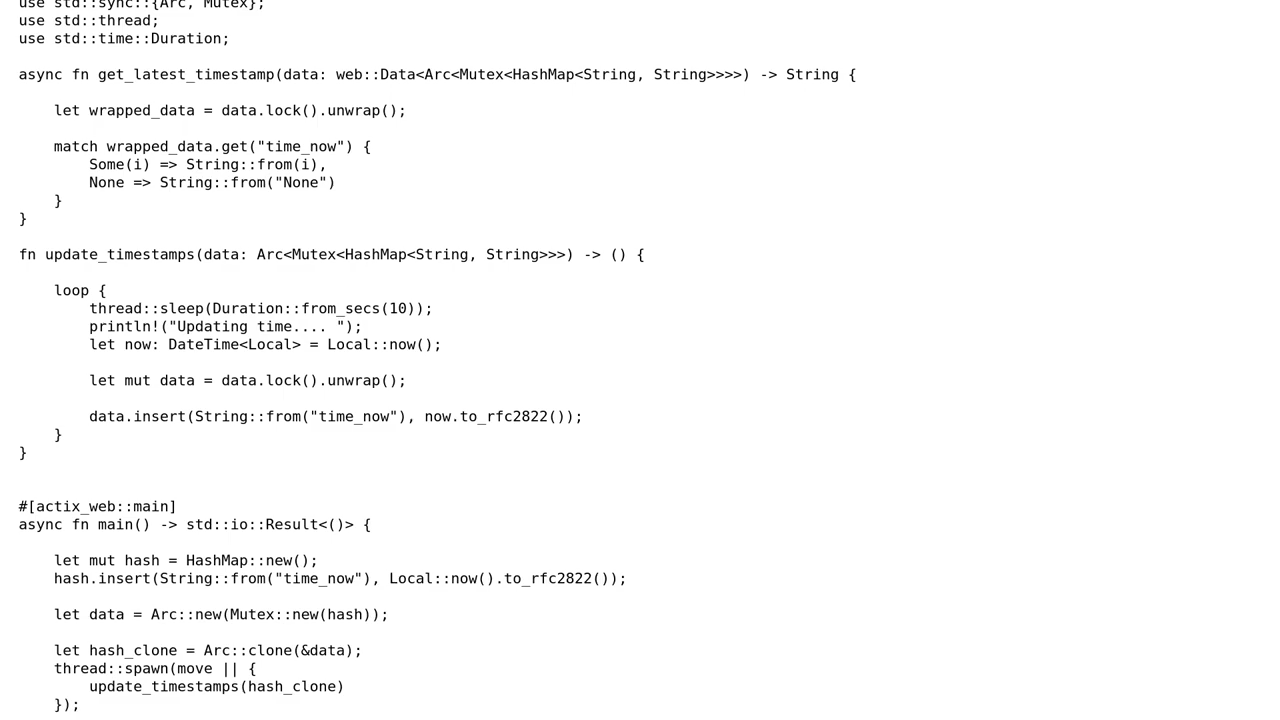 use std::sync::{Arc, Mutex};
use std::thread;
use std::time::Duration;

async fn get_latest_timestamp(data: web::Data<Arc<Mutex<HashMap<String, String>>>>) -> String {

    let wrapped_data = data.lock().unwrap();

    match wrapped_data.get("time_now") {
        Some(i) => String::from(i),
        None => String::from("None")
    }
}

fn update_timestamps(data: Arc<Mutex<HashMap<String, String>>>) -> () {

    loop {
        thread::sleep(Duration::from_secs(10));
        println!("Updating time.... ");
        let now: DateTime<Local> = Local::now();

        let mut data = data.lock().unwrap();

        data.insert(String::from("time_now"), now.to_rfc2822());
    }
}


#[actix_web::main]
async fn main() -> std::io::Result<()> {

    let mut hash = HashMap::new();
    hash.insert(String::from("time_now"), Local::now().to_rfc2822());

    let data = Arc::new(Mutex::new(hash));

    let hash_clone = Arc::clone(&data);
    thread::spawn(move || {
        update_timestamps(hash_clone)
    });